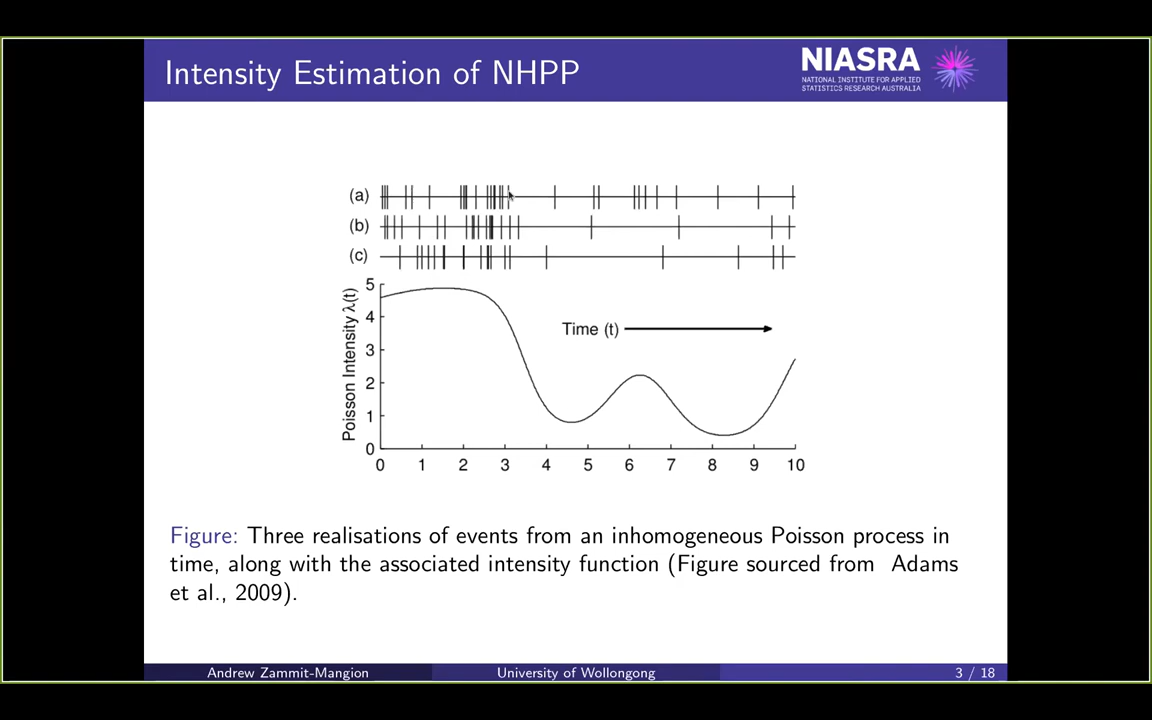 Intensity Estimation of NHPP
NIASRA
NATIONAL INSTITUTE FOR APPLIED
STATISTICS RESEARCH AUSTRALIA
(a)
(b)
(c)
Poisson Intensity λ(t)
5
4
3
2
1
0
Time (t)
0 1 2 3 4 5 6 7 8 9 10
Figure: Three realisations of events from an inhomogeneous Poisson process in
time, along with the associated intensity function (Figure sourced from Adams
et al., 2009).
Andrew Zammit-Mangion University of Wollongong 3 / 18